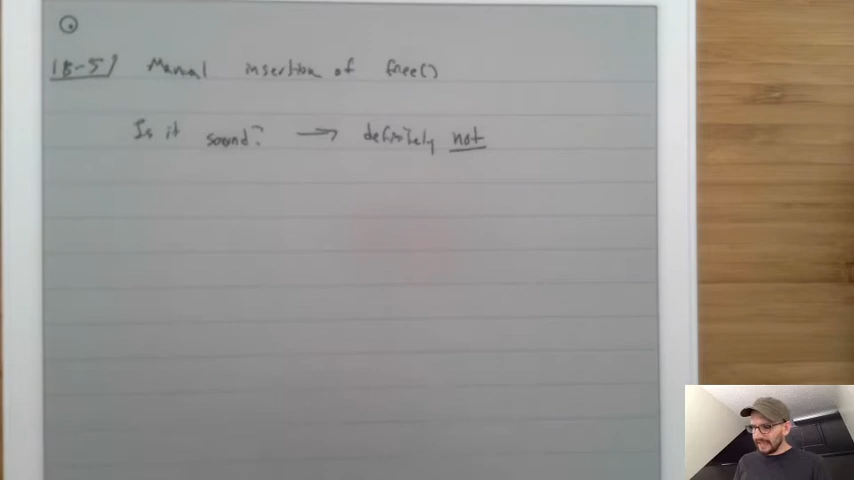 18-5) Manual insertion of free()
Is it sound? → definitely not